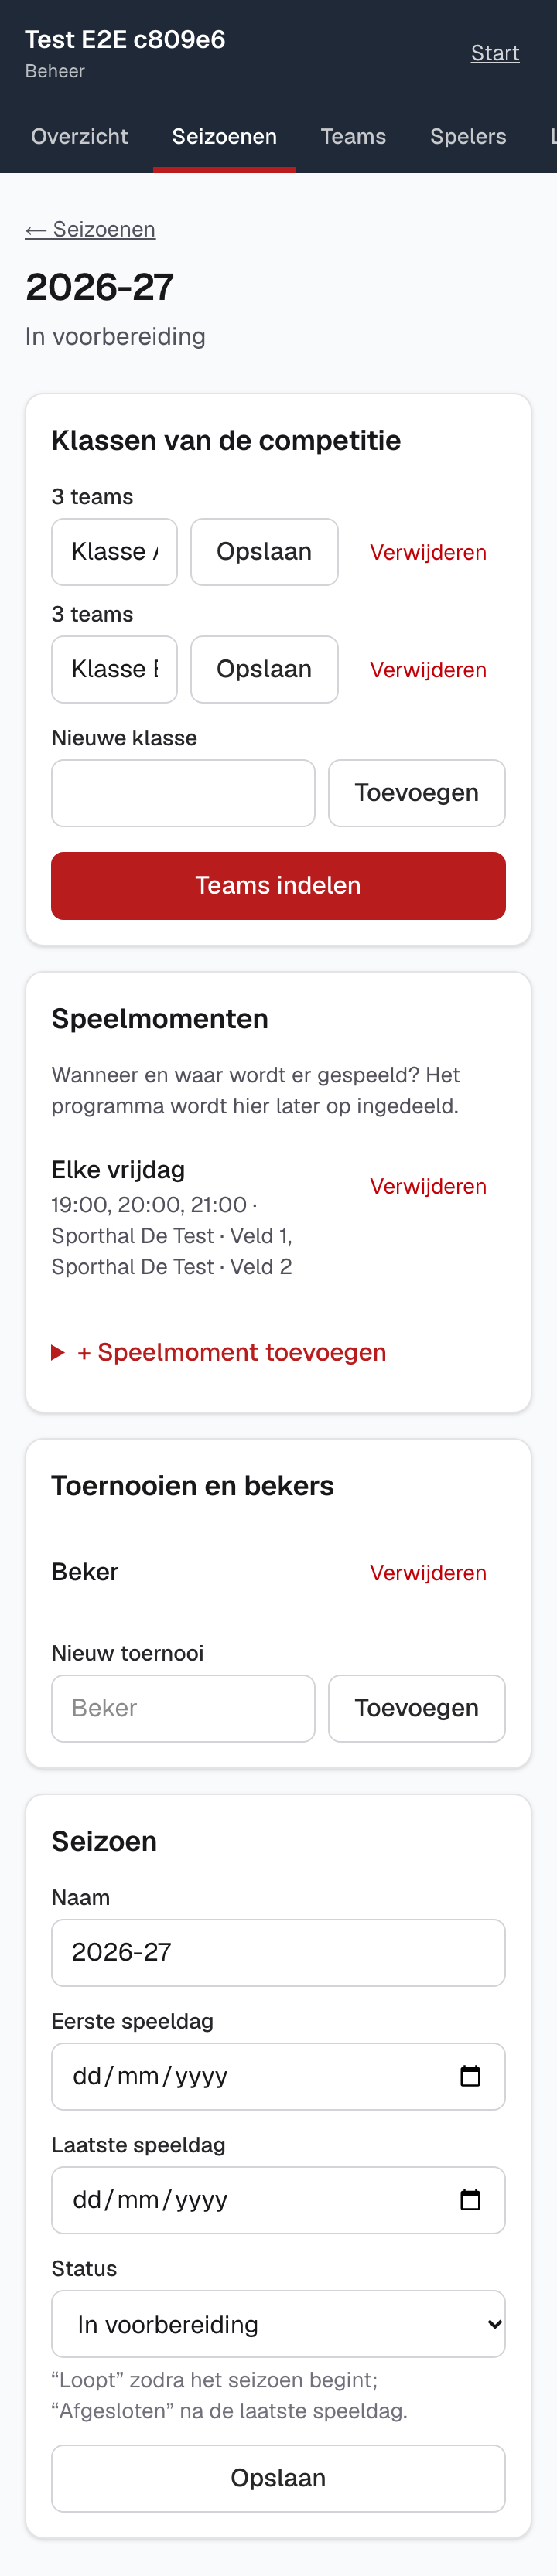 Test E2E c809e6
Beheer
Start
Overzicht
Seizoenen
Teams
Spelers
← Seizoenen
2026-27
In voorbereiding
Klassen van de competitie
3 teams
Klasse
Opslaan
Verwijderen
3 teams
Klasse
Opslaan
Verwijderen
Nieuwe klasse
Toevoegen
Teams indelen
Speelmomenten
Wanneer en waar wordt er gespeeld? Het
programma wordt hier later op ingedeeld.
Elke vrijdag
19:00, 20:00, 21:00 ·
Sporthal De Test · Veld 1,
Sporthal De Test · Veld 2
Verwijderen
+ Speelmoment toevoegen
Toernooien en bekers
Beker
Verwijderen
Nieuw toernooi
Beker
Toevoegen
Seizoen
Naam
2026-27
Eerste speeldag
dd/mm/yyyy
Laatste speeldag
dd/mm/yyyy
Status
In voorbereiding
“Loopt” zodra het seizoen begint;
“Afgesloten” na de laatste speeldag.
Opslaan